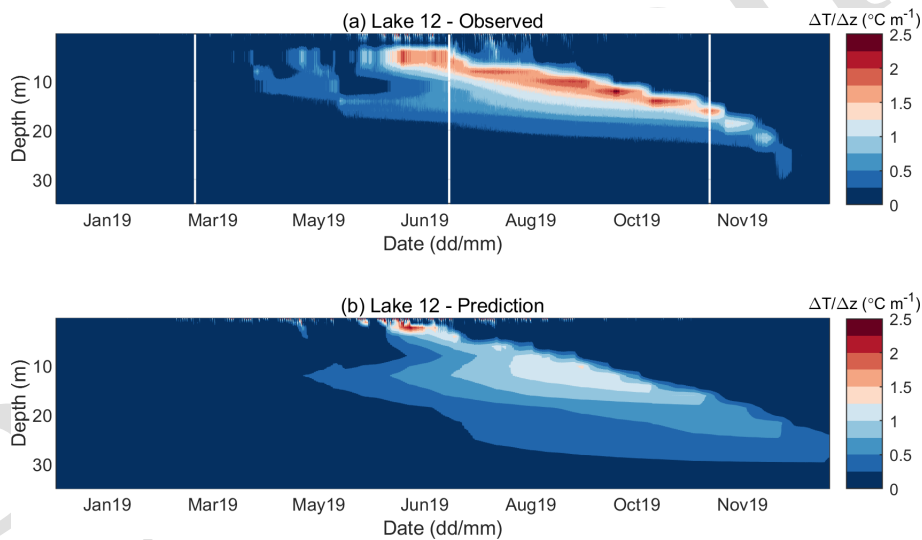 (a) Lake 12 - Observed
ΔT/Δz (°C m⁻¹)
Depth (m)
10
20
30
Jan19 Mar19 May19 Jun19 Aug19 Oct19 Nov19
Date (dd/mm)
2.5
2
1.5
1
0.5
0
(b) Lake 12 - Prediction
ΔT/Δz (°C m⁻¹)
Depth (m)
10
20
30
Jan19 Mar19 May19 Jun19 Aug19 Oct19 Nov19
Date (dd/mm)
2.5
2
1.5
1
0.5
0